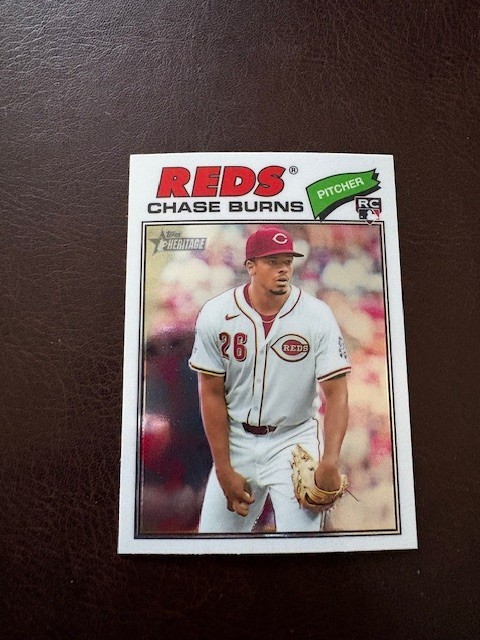 REDS®
CHASE BURNS
PITCHER
RC
Topps
HERITAGE
C
26
REDS